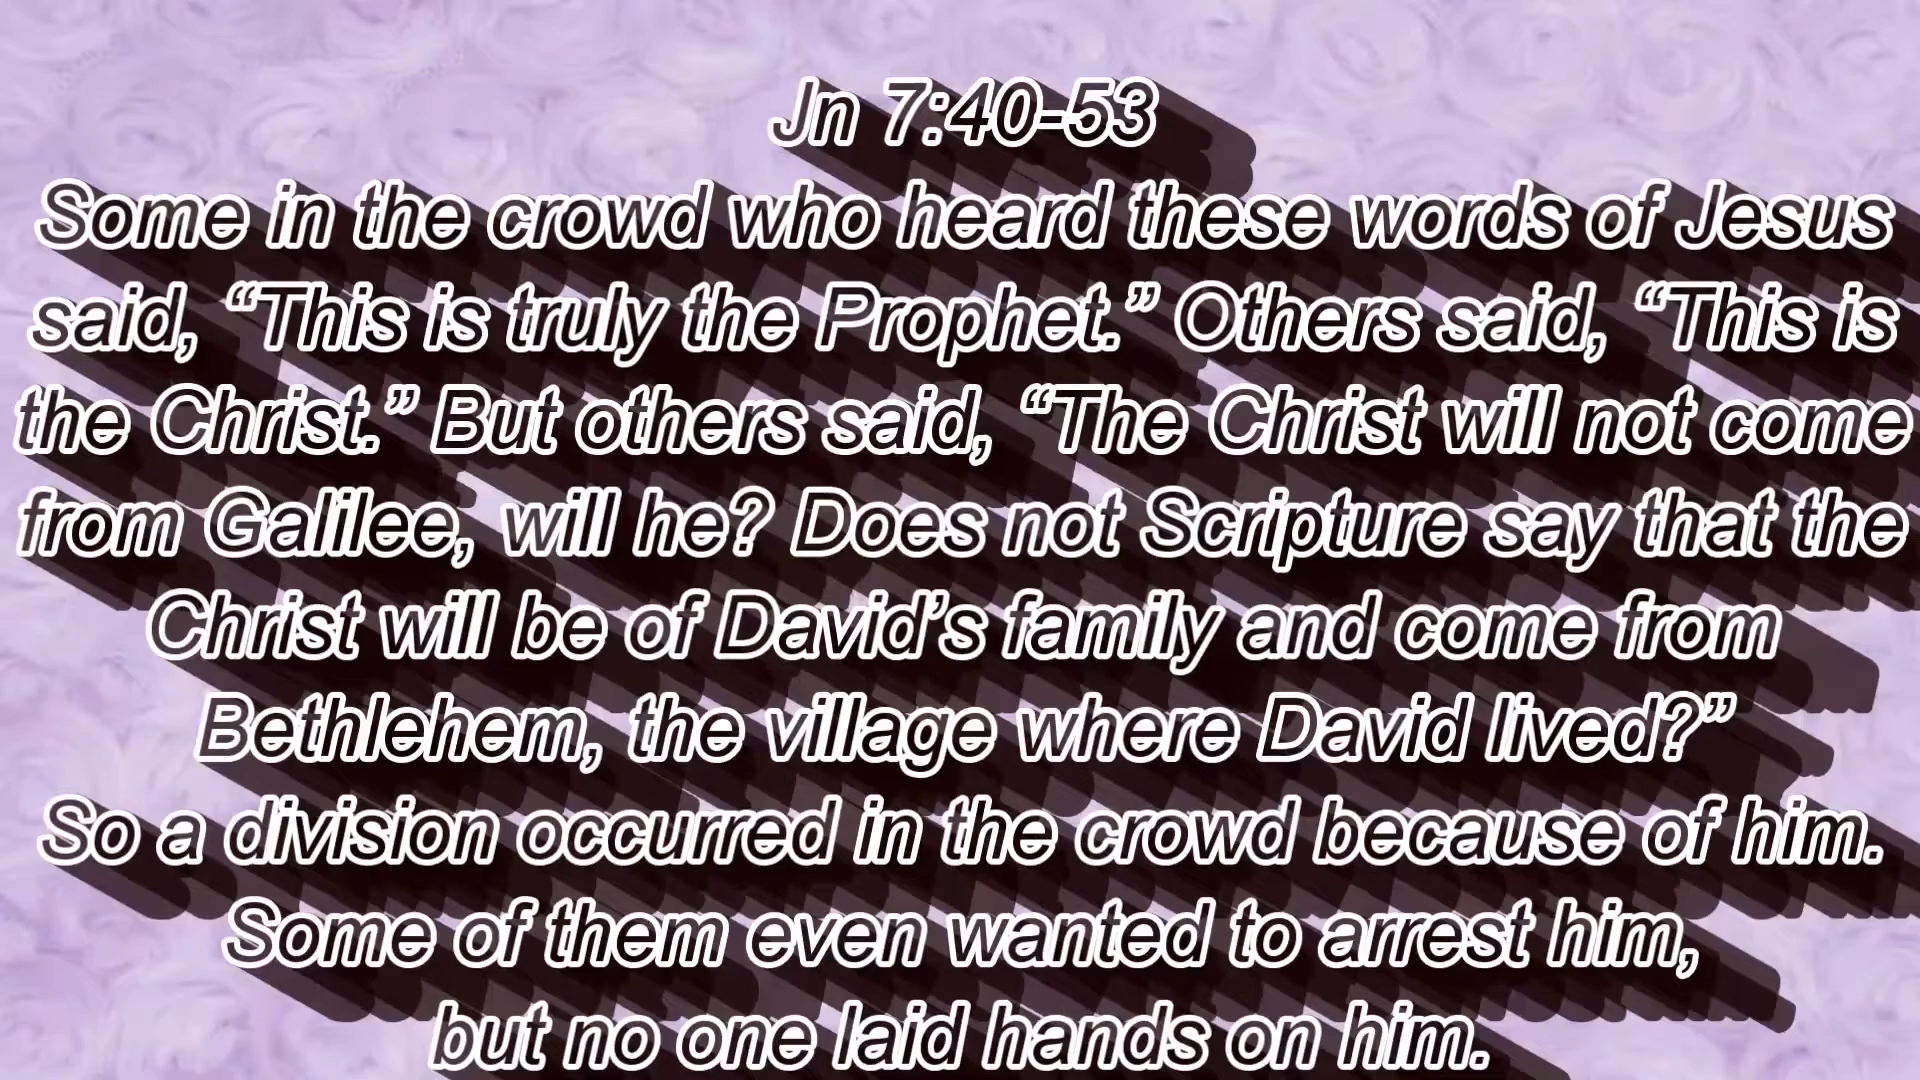 Jn 7:40-53
Some in the crowd who heard these words of Jesus
said, “This is truly the Prophet.” Others said, “This is
the Christ.” But others said, “The Christ will not come
from Galilee, will he? Does not Scripture say that the
Christ will be of David’s family and come from
Bethlehem, the village where David lived?”
So a division occurred in the crowd because of him.
Some of them even wanted to arrest him,
but no one laid hands on him.